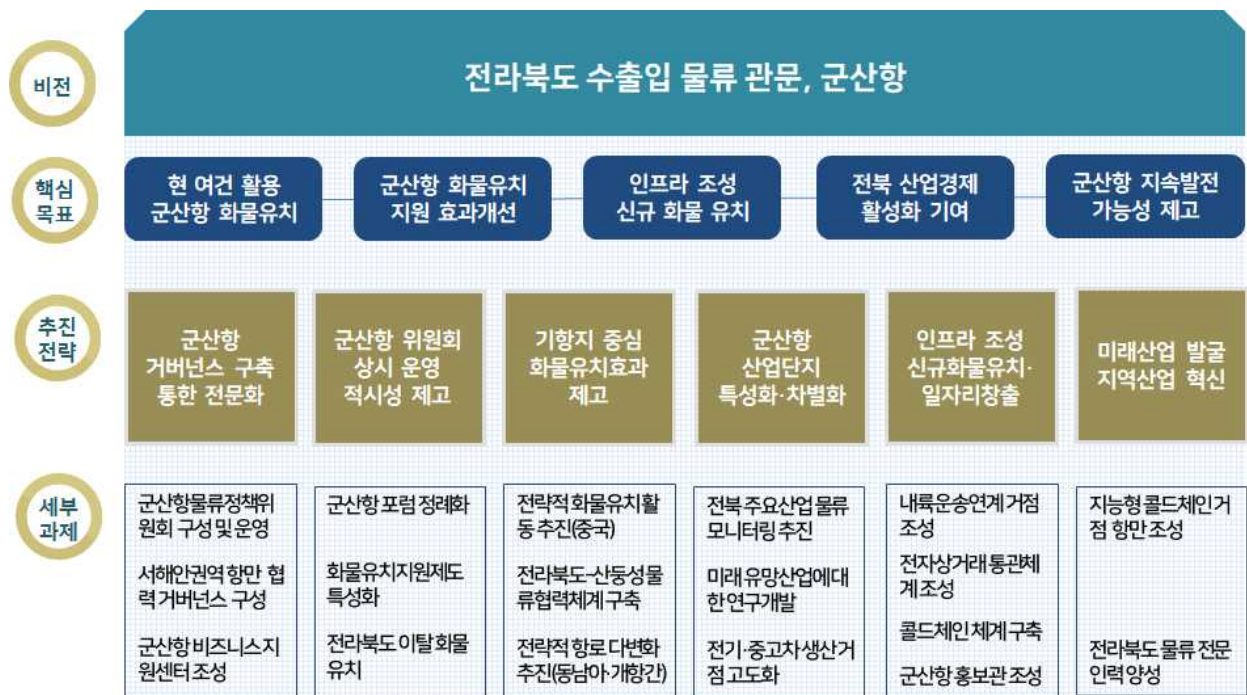 비전
전라북도 수출입 물류 관문, 군산항
핵심
목표
현 여건 활용
군산항 화물유치
군산항 화물유치
지원 효과개선
인프라 조성
신규 화물 유치
전북 산업경제
활성화 기여
군산항 지속발전
가능성 제고
추진
전략
군산항
거버넌스 구축
통한 전문화
군산항 위원회
상시 운영
적시성 제고
기항지 중심
화물유치효과
제고
군산항
산업단지
특성화·차별화
인프라 조성
신규화물유치·
일자리창출
미래산업 발굴
지역산업 혁신
세부
과제
군산항물류정책위
원회 구성 및 운영
서해안권역 항만 협
력 거버넌스 구성
군산항 비즈니스 지
원센터 조성
군산항 포럼 정례화
화물유치지원제도
특성화
전라북도 이탈 화물
유치
전략적 화물유치 활
동 추진(중국)
전라북도-산둥성 물
류협력체계 구축
전략적 항로 다변화
추진(동남아·개항간)
전북 주요산업 물류
모니터링 추진
미래 유망산업에 대
한 연구개발
전기·중고차 생산 거
점 고도화
내륙운송연계 거점
조성
전자상거래 통관체
계 조성
콜드체인 체계 구축
군산항 홍보관 조성
지능형 콜드체인 거
점 항만 조성
전라북도 물류 전문
인력 양성